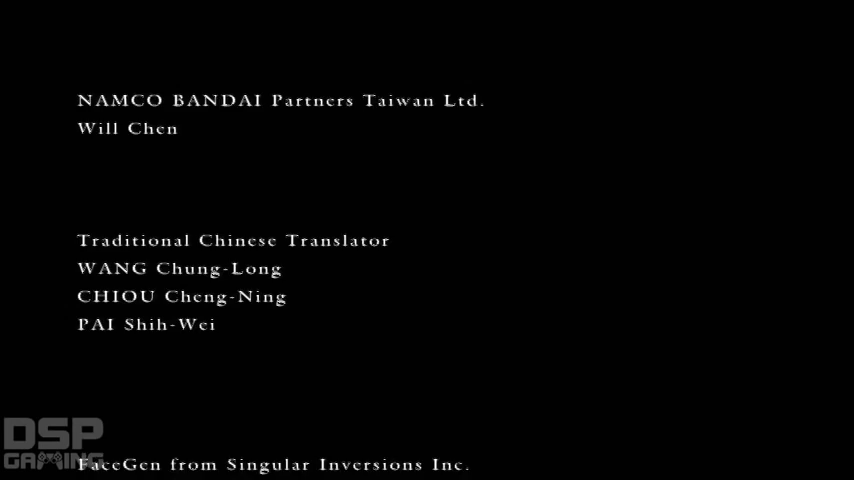 NAMCO BANDAI Partners Taiwan Ltd.
Will Chen
Traditional Chinese Translator
WANG Chung-Long
CHIOU Cheng-Ning
PAI Shih-Wei
DSP
GAMING
FaceGen from Singular Inversions Inc.